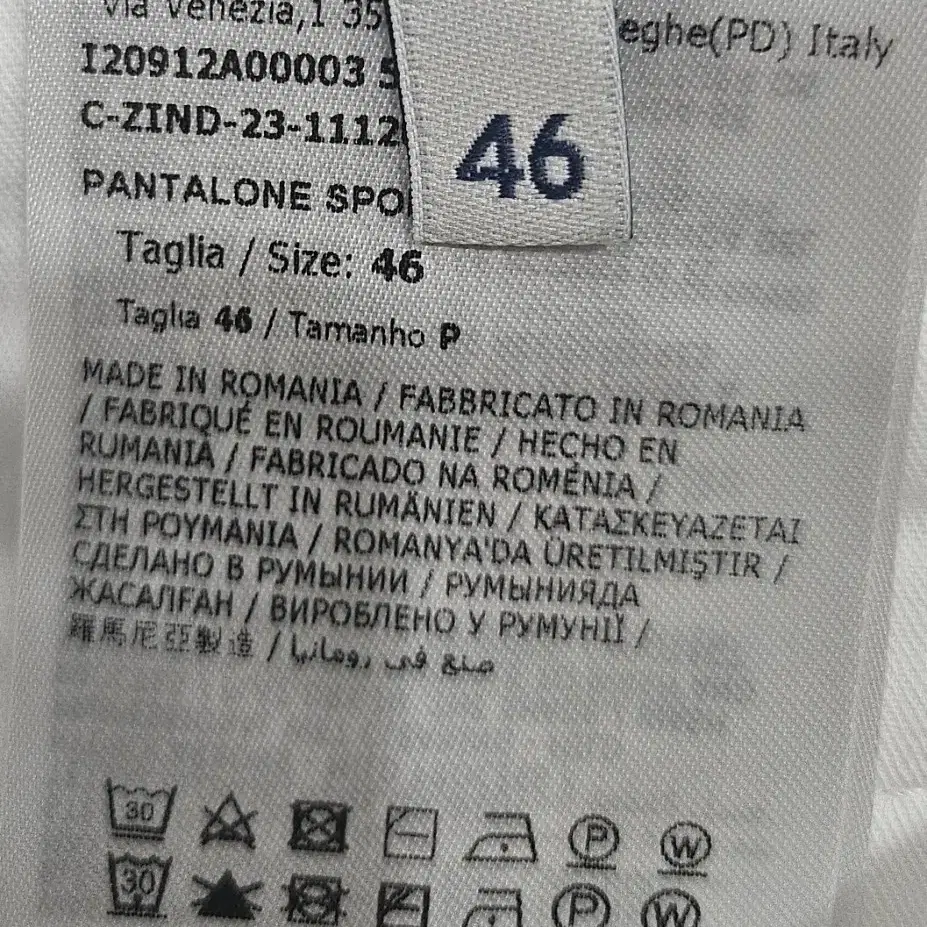 Via Venezia,1 35
eghe(PD) Italy
I20912A00003 5
C-ZIND-23-1112
PANTALONE SPO
46
Taglia / Size: 46
Taglia 46 / Tamanho P
MADE IN ROMANIA / FABBRICATO IN ROMANIA
/ FABRIQUÉ EN ROUMANIE / HECHO EN
RUMANIA / FABRICADO NA ROMÉNIA /
HERGESTELLT IN RUMÄNIEN / ΚΑΤΑΣΚΕΥΑΖΕΤΑΙ
ΣΤΗ ΡΟΥΜΑΝΙΑ / ROMANYA'DA ÜRETILMIŞTIR /
СДЕЛАНО В РУМЫНИИ / РУМЫНИЯДА
ЖАСАЛҒАН / ВИРОБЛЕНО У РУМУНІЇ /
羅馬尼亞製造 / صنع في رومانيا
30 P W
30 P W